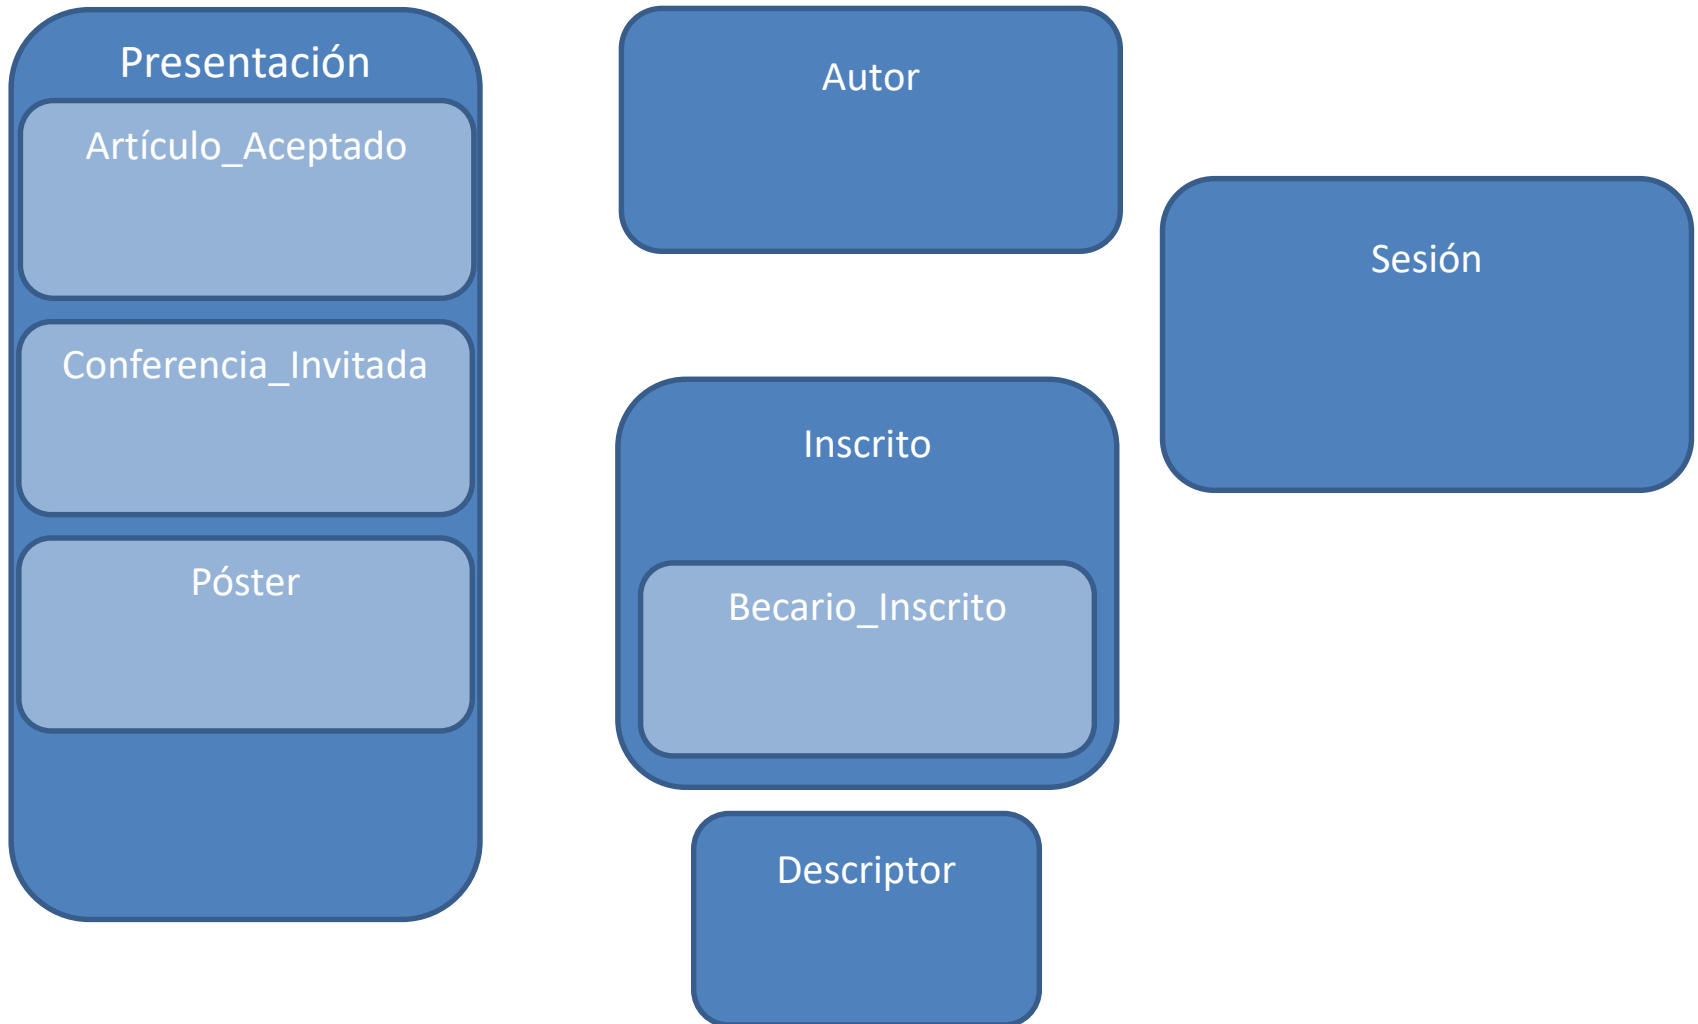 Presentación
Artículo_Aceptado
Conferencia_Invitada
Póster
Autor
Inscrito
Becario_Inscrito
Descriptor
Sesión